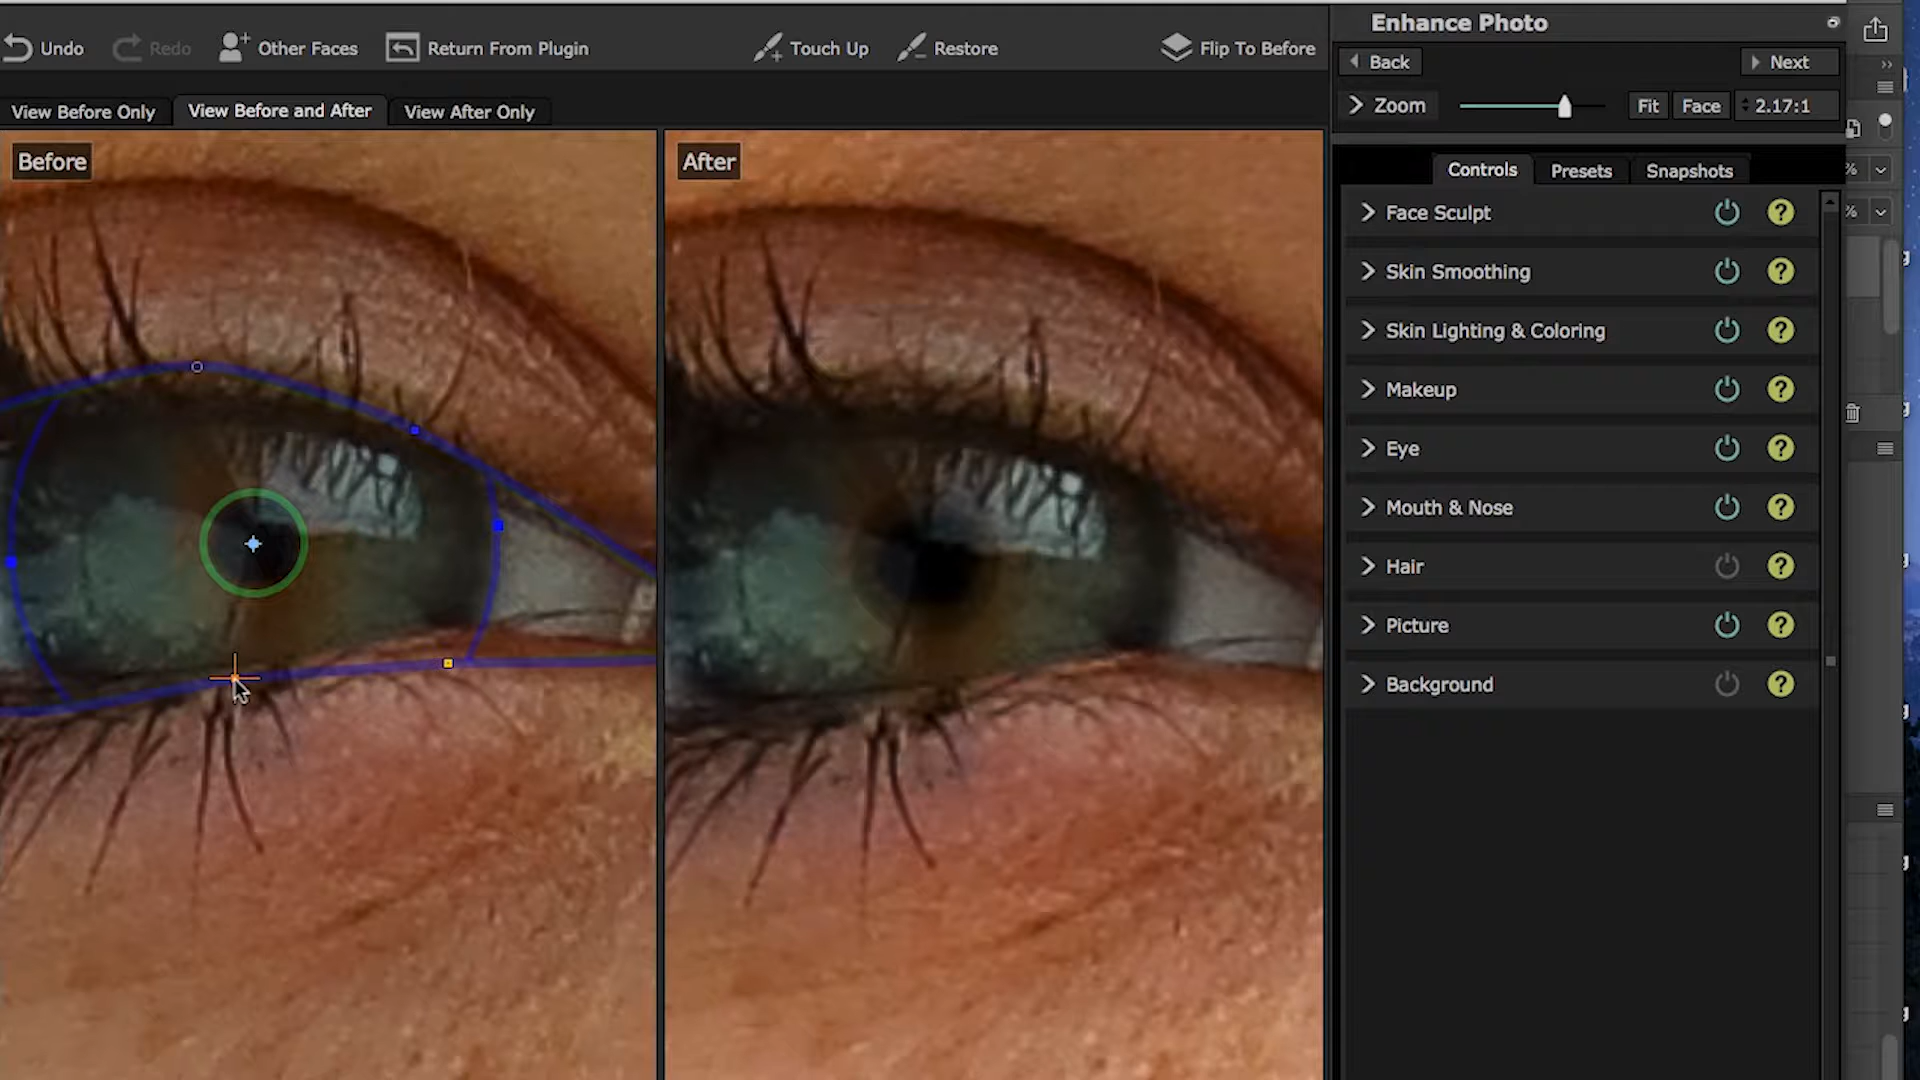 Enhance Photo
Undo Redo Other Faces Return From Plugin Touch Up Restore Flip To Before
Back Next
Zoom Fit Face 2.17:1
View Before Only View Before and After View After Only
Before After
Controls Presets Snapshots
Face Sculpt ?
Skin Smoothing ?
Skin Lighting & Coloring ?
Makeup ?
Eye ?
Mouth & Nose ?
Hair ?
Picture ?
Background ?
%
%
g
g
g
g
g
g